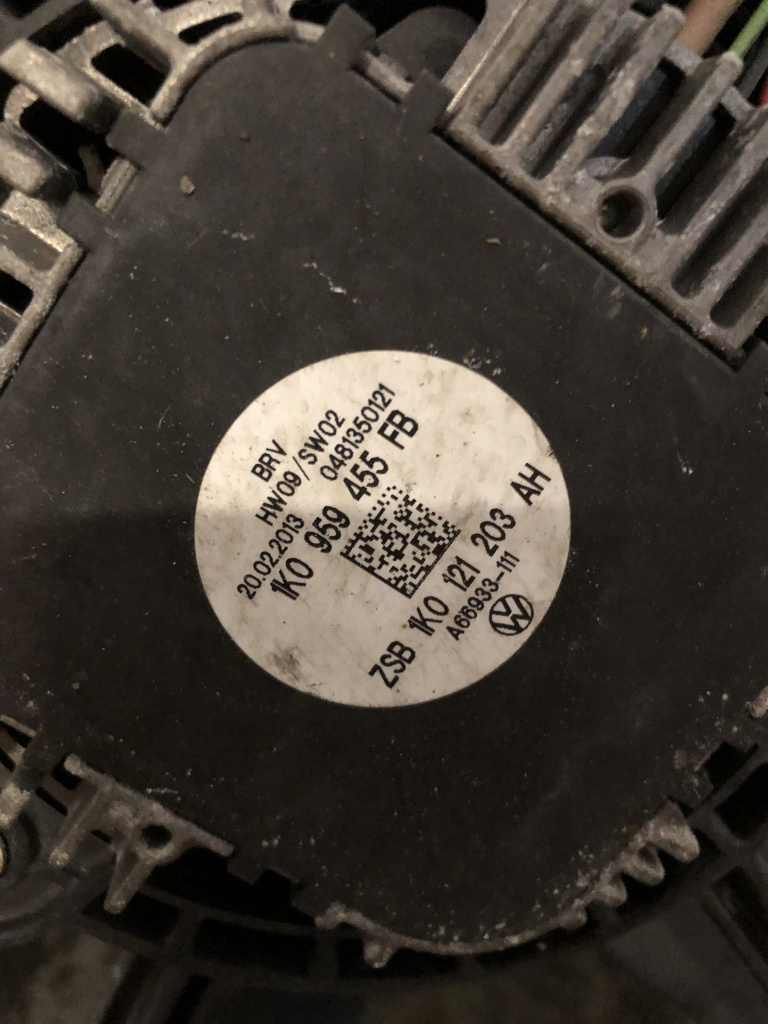 BRV
HW09/SW02
20.02.2013 0481350121
1K0 959 455 FB
ZSB 1K0 121 203 AH
A66933-111